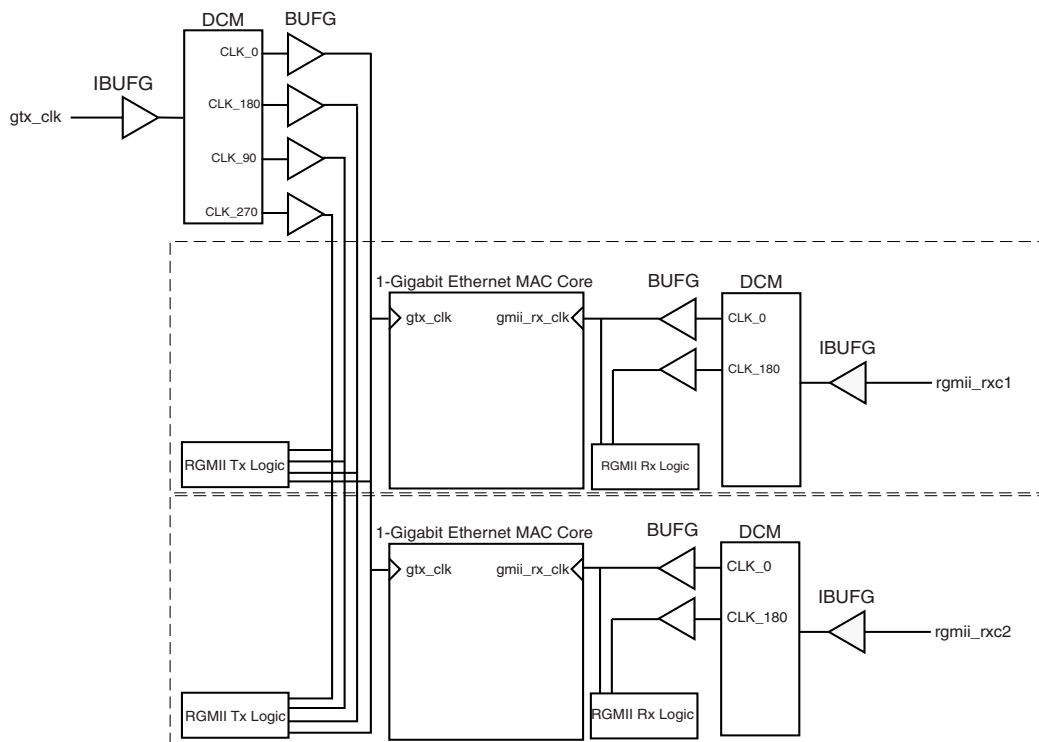 DCM
BUFG
CLK_0
IBUFG
CLK_180
gtx_clk
CLK_90
CLK_270
1-Gigabit Ethernet MAC Core
BUFG
DCM
gtx_clk
gmii_rx_clk
CLK_0
IBUFG
CLK_180
rgmii_rxc1
RGMII Tx Logic
RGMII Rx Logic
1-Gigabit Ethernet MAC Core
BUFG
DCM
gtx_clk
gmii_rx_clk
CLK_0
IBUFG
CLK_180
rgmii_rxc2
RGMII Tx Logic
RGMII Rx Logic